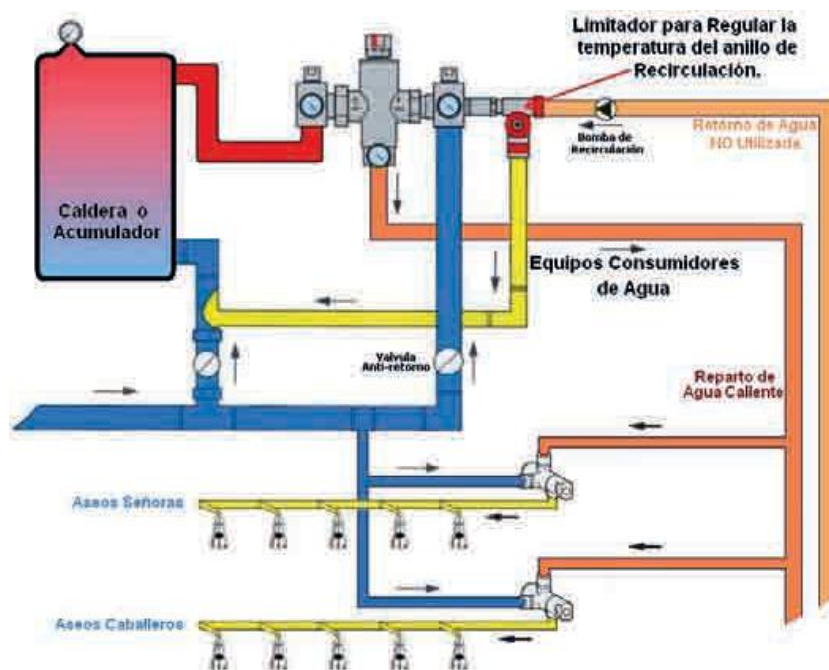 Limitador para Regular la
temperatura del anillo de
Recirculación.
Retorno de Agua
NO Utilizada
Bomba de
Recirculación
Caldera o
Acumulador
Equipos Consumidores
de Agua
Valvula
Anti-retorno
Reparto de
Agua Caliente
Aseos Señoras
Aseos Caballeros